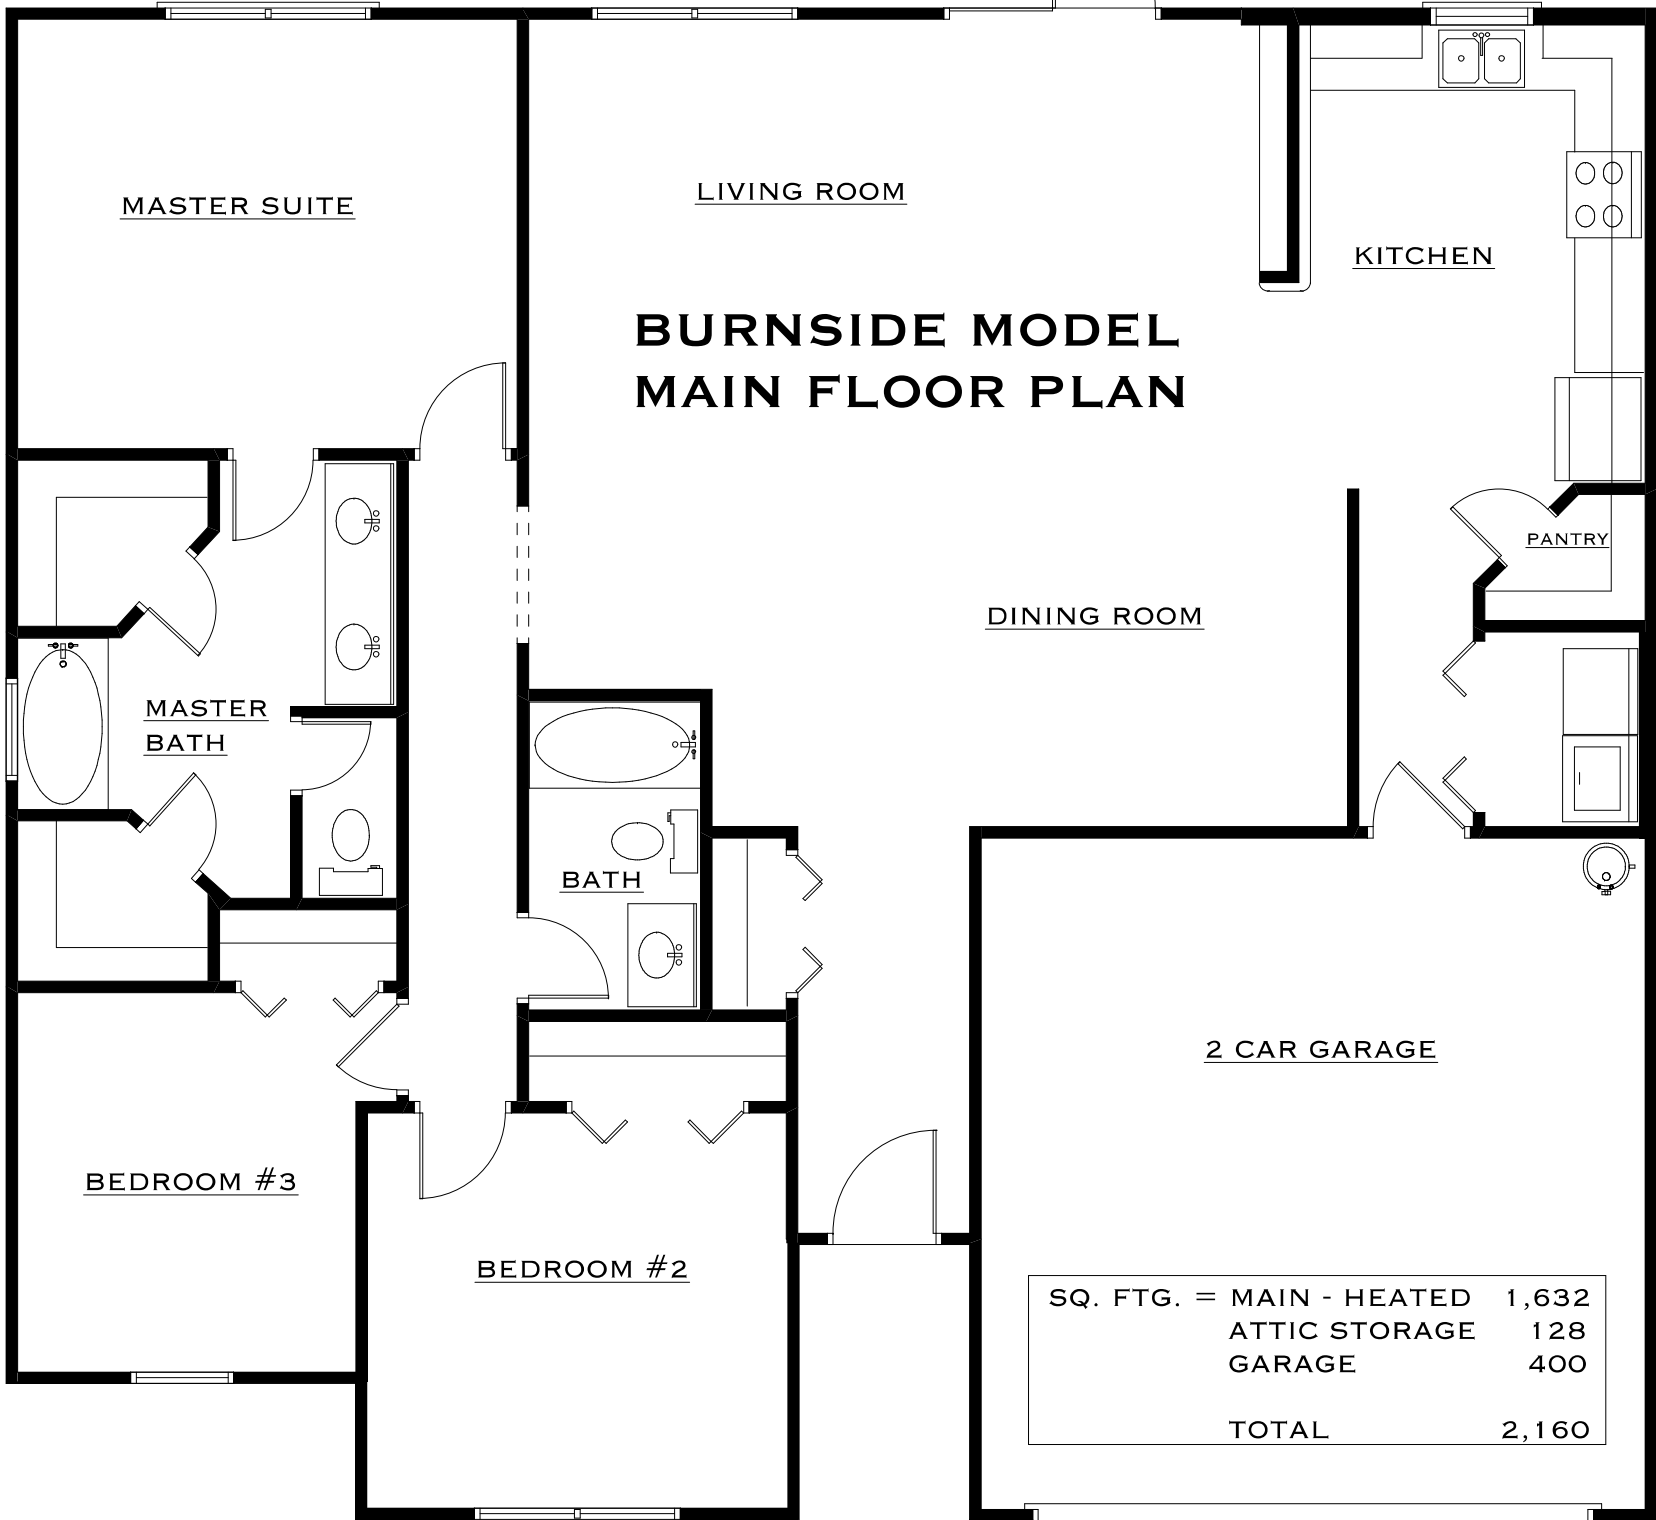 MASTER SUITE
LIVING ROOM
KITCHEN
BURNSIDE MODEL
MAIN FLOOR PLAN
PANTRY
DINING ROOM
MASTER
BATH
BATH
2 CAR GARAGE
BEDROOM #3
BEDROOM #2
SQ. FTG. = MAIN - HEATED 1,632
ATTIC STORAGE 128
GARAGE 400
TOTAL 2,160